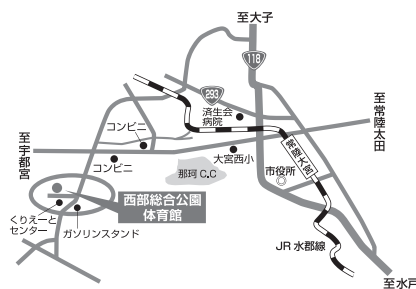 至大子
118
293
済生会
病院
至常陸太田
コンビニ
至宇都宮
常陸大宮
大宮西小
コンビニ
市役所
那珂C.C
西部総合公園
体育館
くりえーと
センター
ガソリンスタンド
JR 水郡線
至水戸